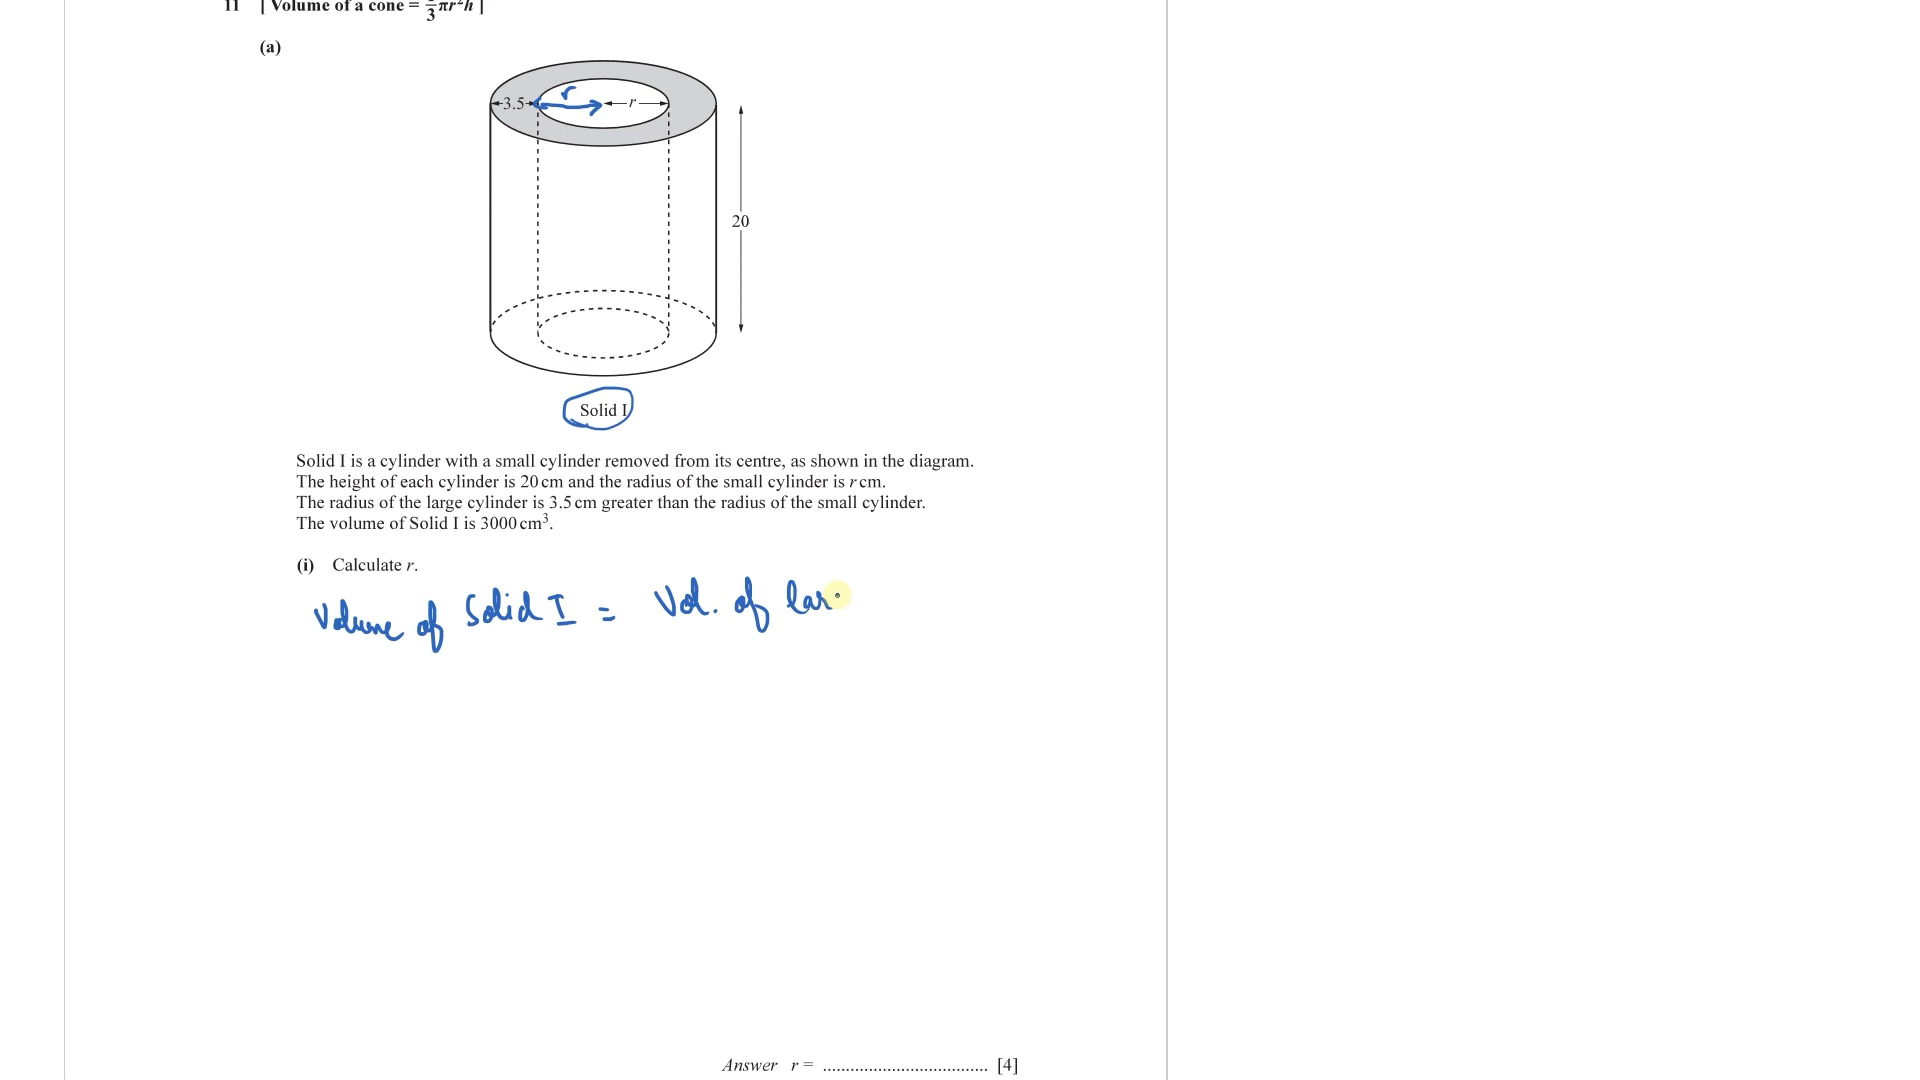 11 [ Volume of a cone = 1/3 πr²h ]
(a)
3.5 r r
20
Solid I
Solid I is a cylinder with a small cylinder removed from its centre, as shown in the diagram.
The height of each cylinder is 20 cm and the radius of the small cylinder is r cm.
The radius of the large cylinder is 3.5 cm greater than the radius of the small cylinder.
The volume of Solid I is 3000 cm³.
(i) Calculate r.
Volume of Solid I = Vol. of lar
Answer r = ..................................... [4]